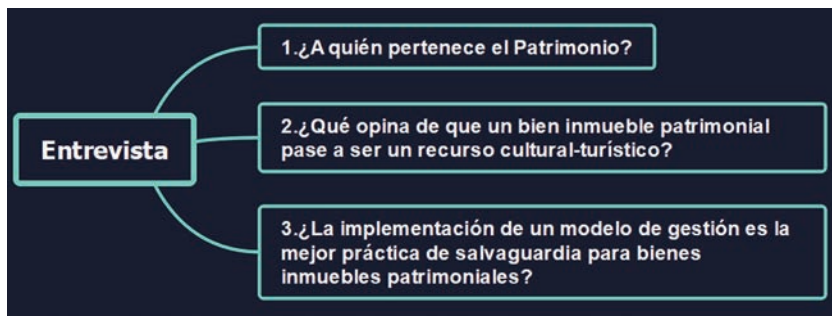 Entrevista
1.¿A quién pertenece el Patrimonio?
2.¿Qué opina de que un bien inmueble patrimonial
pase a ser un recurso cultural-turístico?
3.¿La implementación de un modelo de gestión es la
mejor práctica de salvaguardia para bienes
inmuebles patrimoniales?